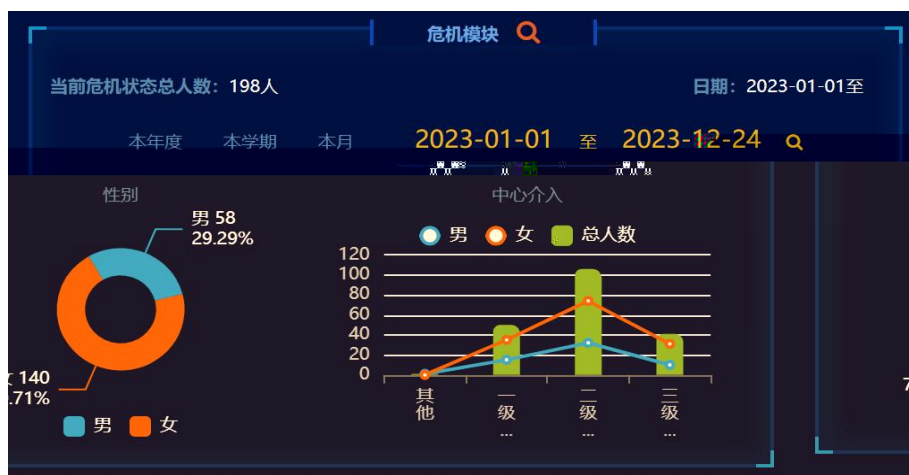 危机模块
当前危机状态总人数：198人
日期：2023-01-01至
本年度 本学期 本月 2023-01-01 至 2023-12-24
性别
中心介入
男 58
29.29%
男 女 总人数
120
100
80
60
40
20
0
140
.71%
其他
一级...
二级...
三级...
男 女
7